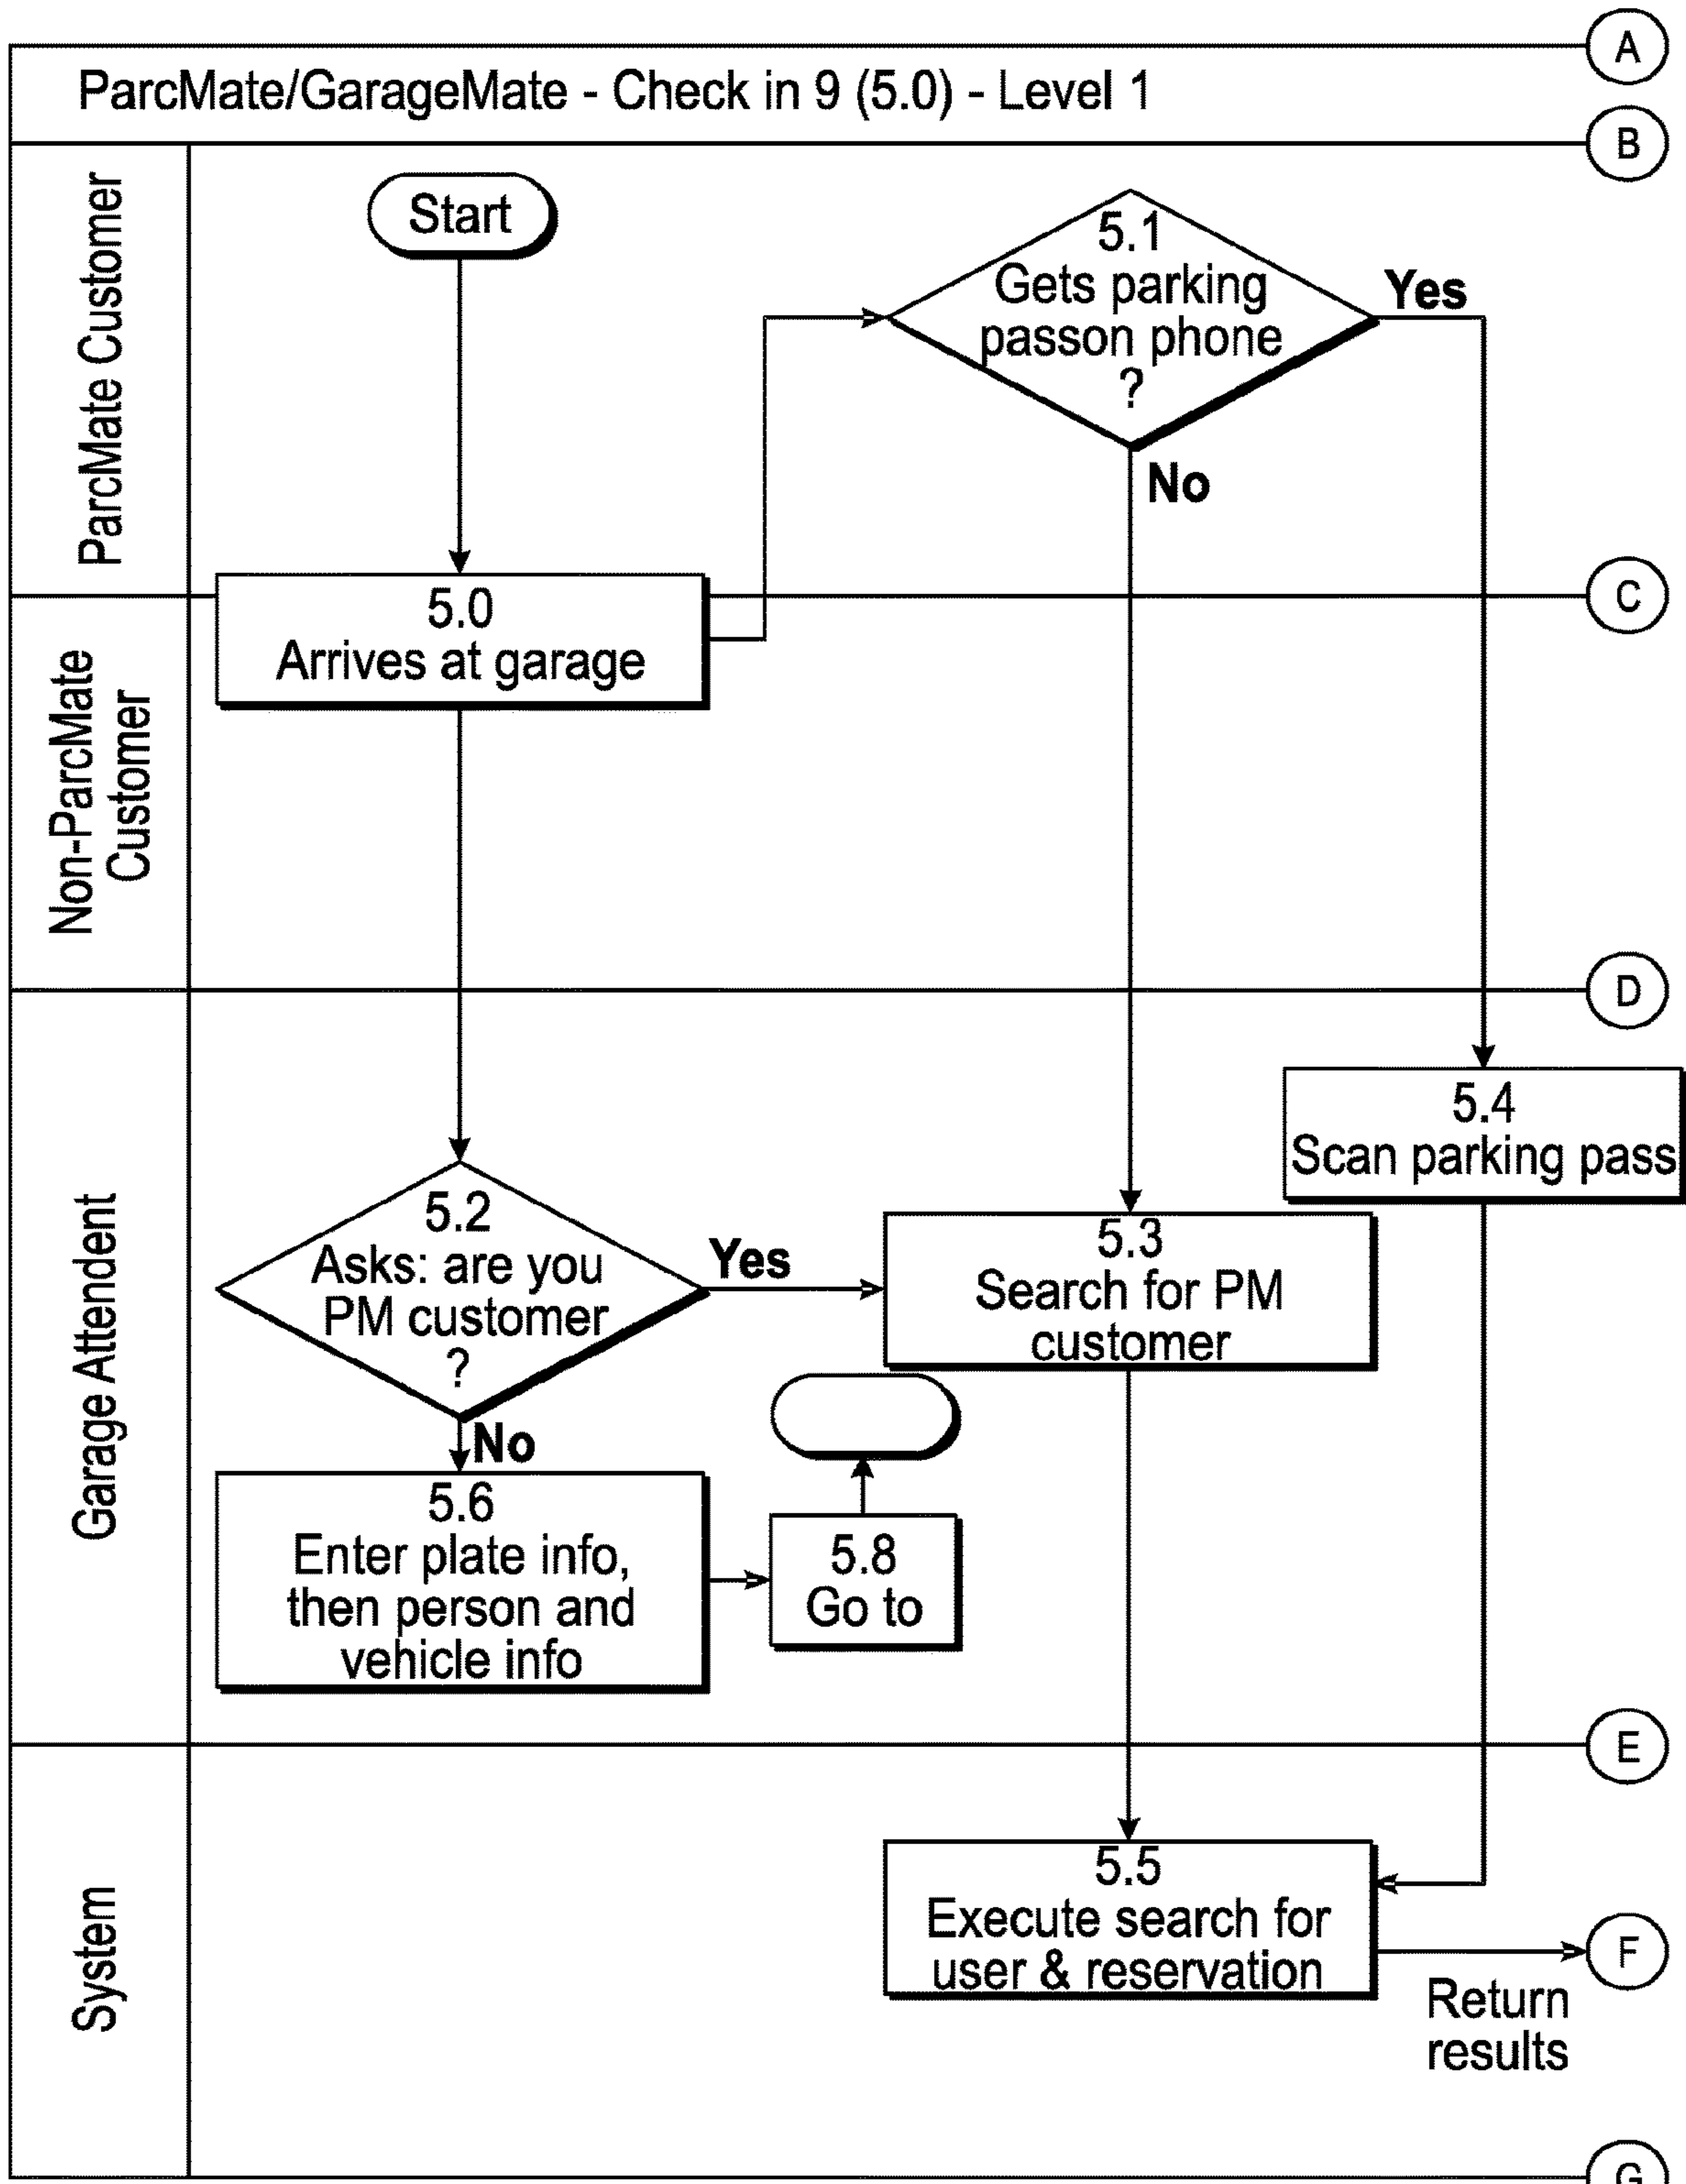 A
ParcMate/GarageMate - Check in 9 (5.0) - Level 1
B
ParcMate Customer
Start
5.1
Gets parking
passon phone
?
Yes
No
C
5.0
Arrives at garage
Non-ParcMate
Customer
D
5.4
Scan parking pass
Garage Attendent
5.2
Asks: are you
PM customer
?
Yes
5.3
Search for PM
customer
No
5.6
Enter plate info,
then person and
vehicle info
5.8
Go to
E
System
5.5
Execute search for
user & reservation
F
Return
results
G